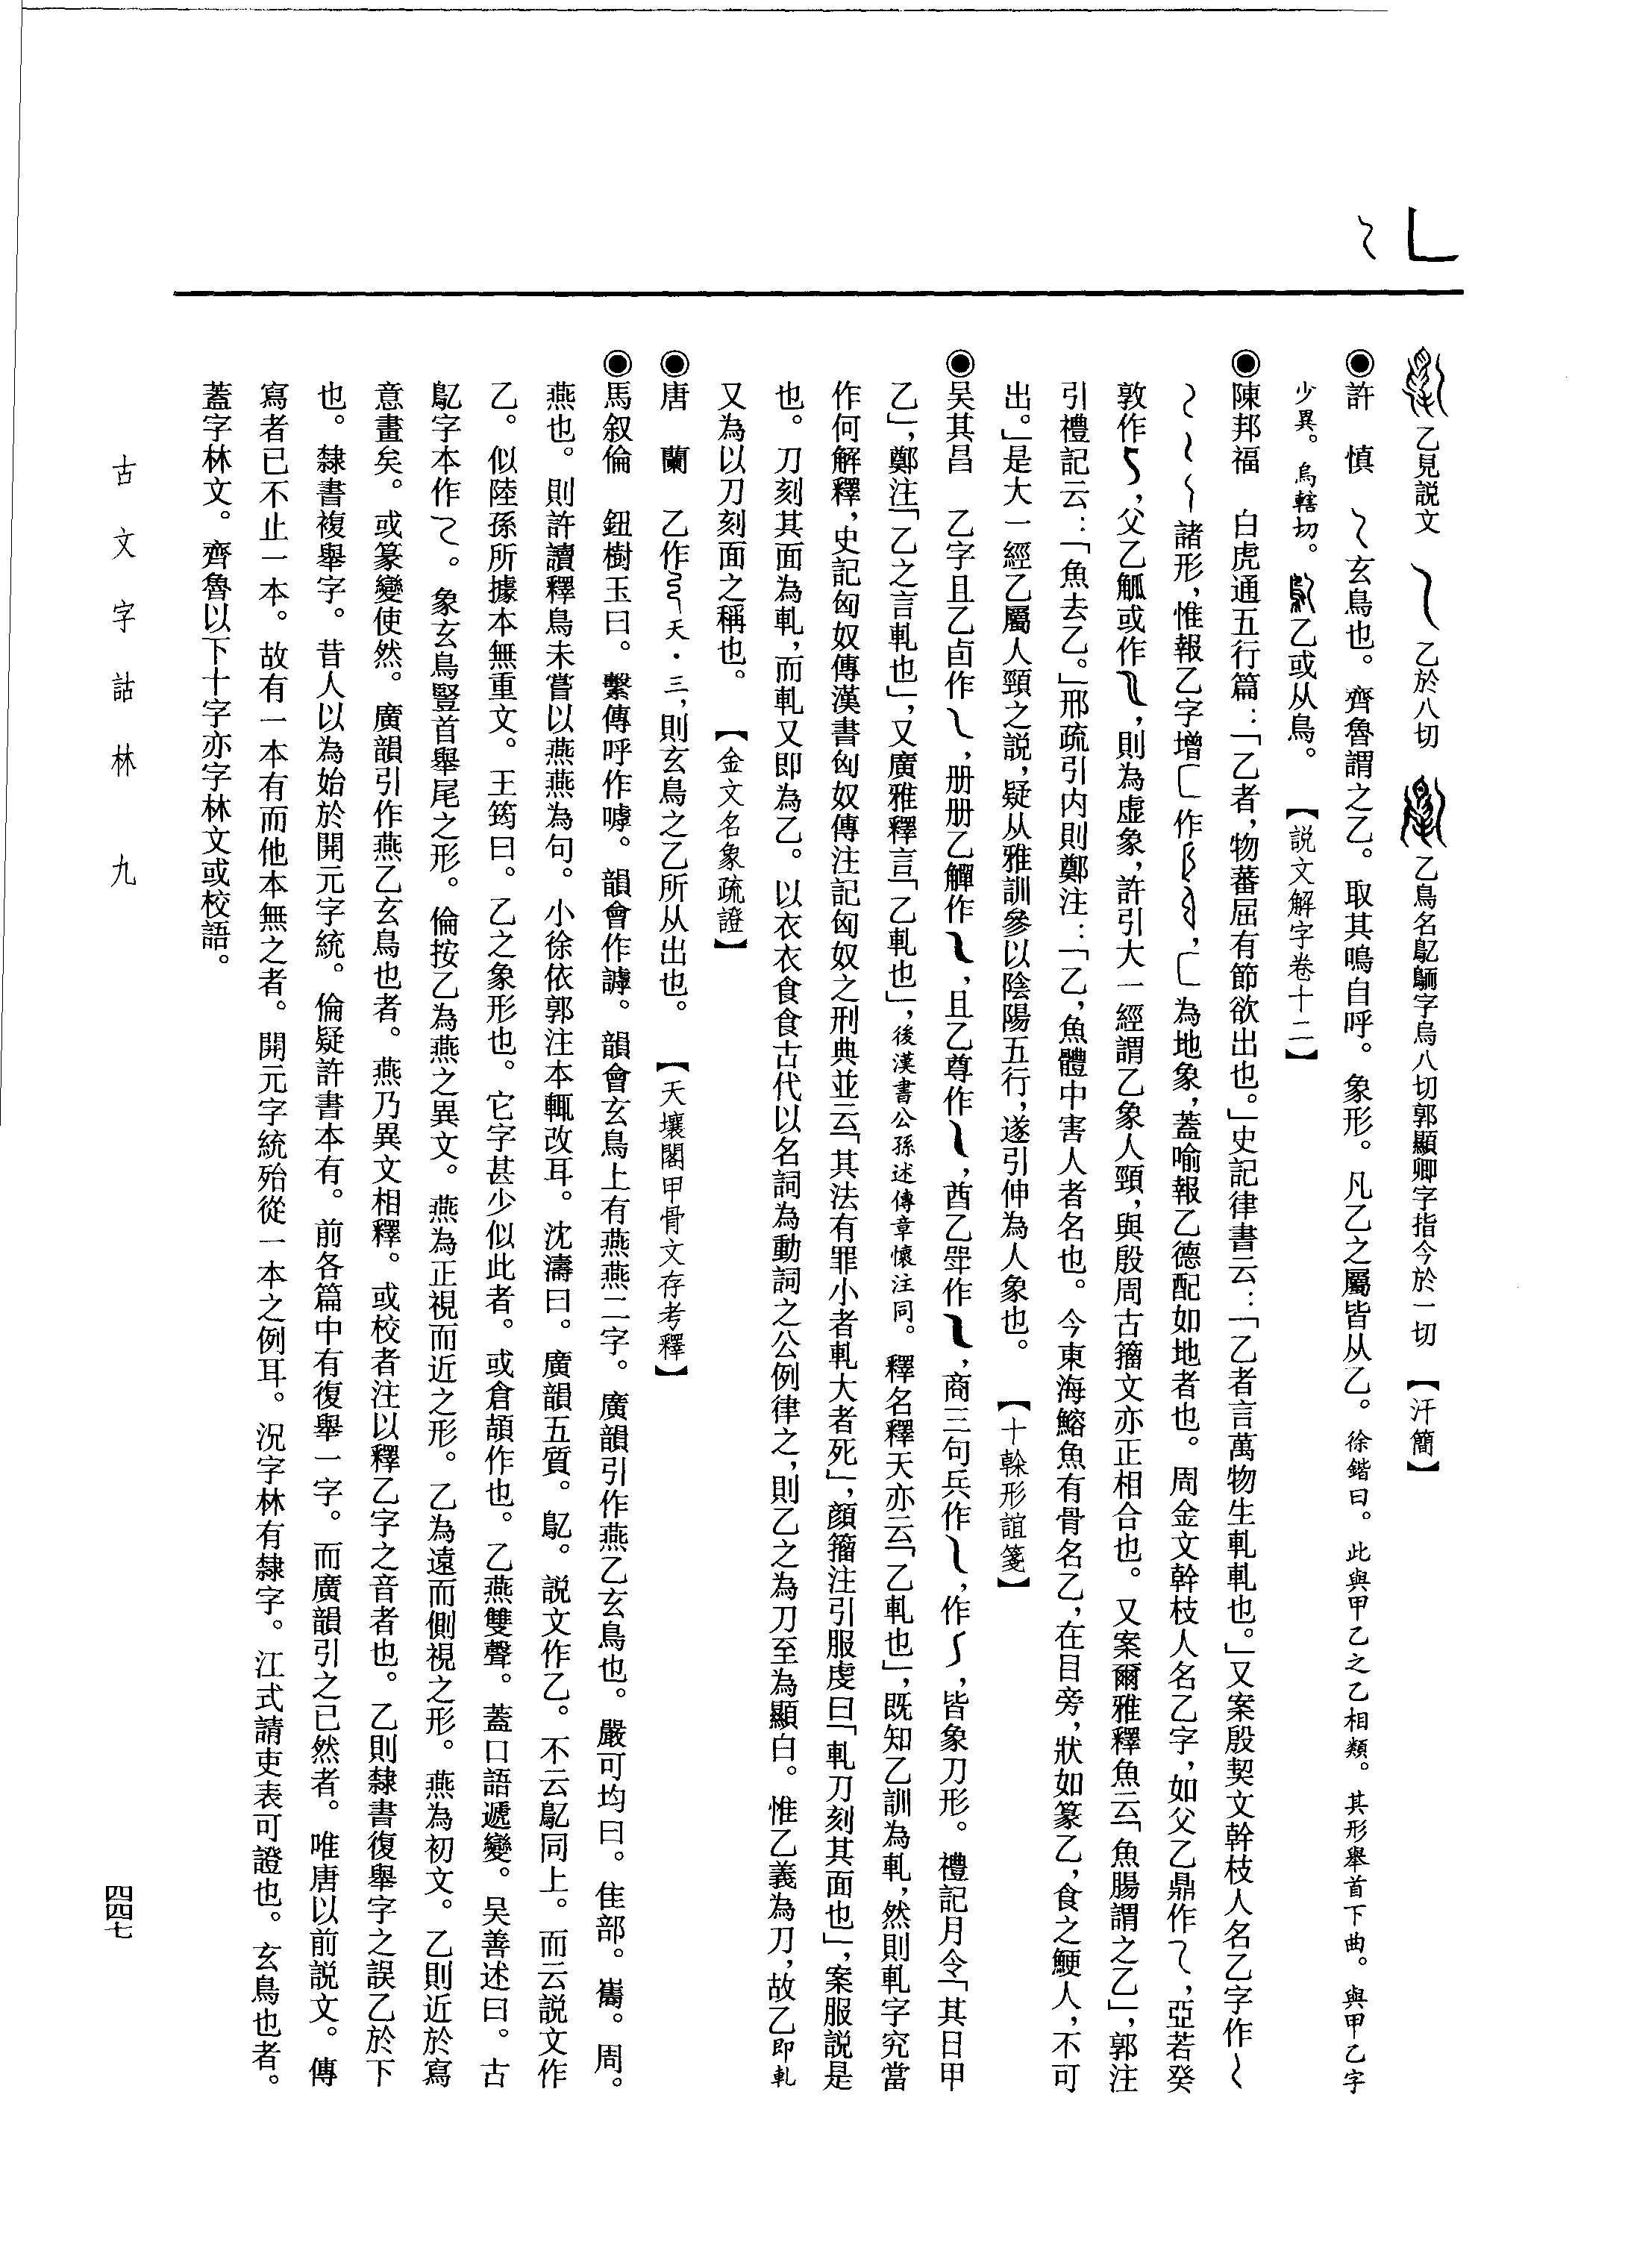 乚
乙見説文　乙於八切　乙鳥名鳦鴯字烏八切郭顯卿字指今於一切　【汗簡】
◉許　慎　玄鳥也。齊魯謂之乙。取其鳴自呼。象形。凡乙之屬皆从乙。徐鍇曰。此與甲乙之乙相類。其形舉首下曲。與甲乙字
少異。烏轄切。乙或从鳥。　【説文解字卷十二】
◉陳邦福　白虎通五行篇：「乙者，物蕃屈有節欲出也。」史記律書云：「乙者言萬物生軋軋也。」又案殷契文幹枝人名乙字作
諸形，惟報乙字增匚作，匚為地象，蓋喻報乙德配如地者也。周金文幹枝人名乙字，如父乙鼎作，亞若癸
敦作，父乙觚或作，則為虚象，許引大一經謂乙象人頸，與殷周古籀文亦正相合也。又案爾雅釋魚云「魚腸謂之乙」，郭注
引禮記云：「魚去乙。」邢疏引内則鄭注：「乙，魚體中害人者名也。今東海鰫魚有骨名乙，在目旁，狀如篆乙，食之鯁人，不可
出。」是大一經乙屬人頸之説，疑从雅訓參以陰陽五行，遂引伸為人象也。　【十榦形誼箋】
◉吴其昌　乙字且乙卣作，册册乙觶作，且乙尊作，酋乙斝作，商三句兵作，作，皆象刀形。禮記月令「其日甲
乙」，鄭注「乙之言軋也」，又廣雅釋言「乙軋也」，後漢書公孫述傳章懷注同。釋名釋天亦云「乙軋也」，既知乙訓為軋，然則軋字究當
作何解釋，史記匈奴傳漢書匈奴傳注記匈奴之刑典並云「其法有罪小者軋大者死」，顔籀注引服虔曰「軋刀刻其面也」，案服説是
也。刀刻其面為軋，而軋又即為乙。以衣衣食食古代以名詞為動詞之公例律之，則乙之為刀至為顯白。惟乙義為刀，故乙即軋
又為以刀刻面之稱也。　【金文名象疏證】
◉唐　蘭　乙作天．三，則玄鳥之乙所从出也。　【天壤閣甲骨文存考釋】
◉馬叙倫　鈕樹玉曰。繫傳呼作嘑。韻會作謼。韻會玄鳥上有燕燕二字。廣韻引作燕乙玄鳥也。嚴可均曰。隹部。巂。周。
燕也。則許讀釋鳥未嘗以燕燕為句。小徐依郭注本輒改耳。沈濤曰。廣韻五質。鳦。説文作乙。不云鳦同上。而云説文作
乙。似陸孫所據本無重文。王筠曰。乙之象形也。它字甚少似此者。或倉頡作也。乙燕雙聲。蓋口語遞變。吴善述曰。古
鳦字本作。象玄鳥豎首舉尾之形。倫按乙為燕之異文。燕為正視而近之形。乙為遠而側視之形。燕為初文。乙則近於寫
意畫矣。或篆變使然。廣韻引作燕乙玄鳥也者。燕乃異文相釋。或校者注以釋乙字之音者也。乙則隸書復舉字之誤乙於下
也。隸書複舉字。昔人以為始於開元字統。倫疑許書本有。前各篇中有復舉一字。而廣韻引之已然者。唯唐以前説文。傳
寫者已不止一本。故有一本有而他本無之者。開元字統殆從一本之例耳。況字林有隸字。江式請吏表可證也。玄鳥也者。
蓋字林文。齊魯以下十字亦字林文或校語。
古文字詁林　九
四四七